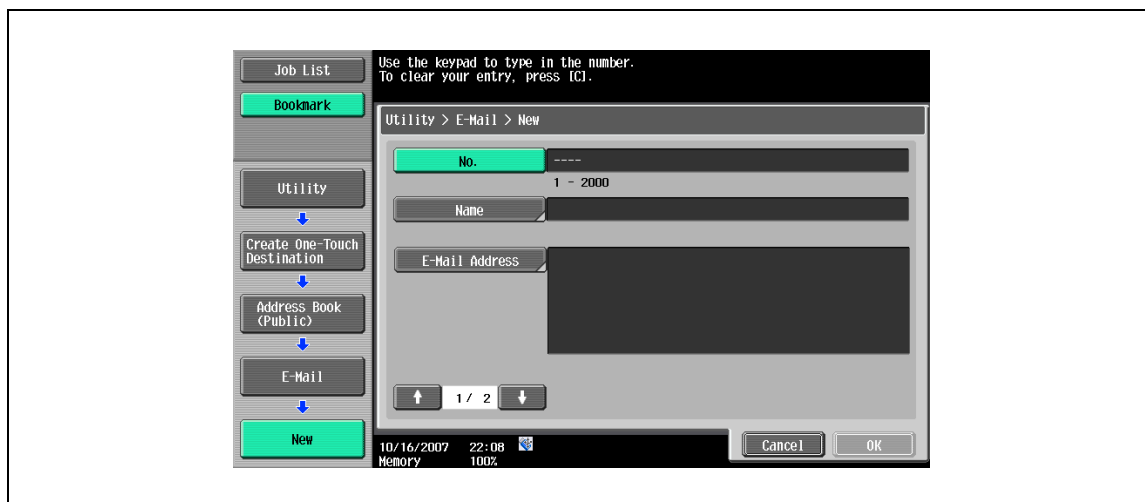 Job List
Bookmark
Utility
Create One-Touch
Destination
Address Book
(Public)
E-Mail
New
Use the keypad to type in the number.
To clear your entry, press [C].
Utility > E-Mail > New
No.
----
1 - 2000
Name
E-Mail Address
1/ 2
Cancel
OK
10/16/2007 22:08
Memory 100%